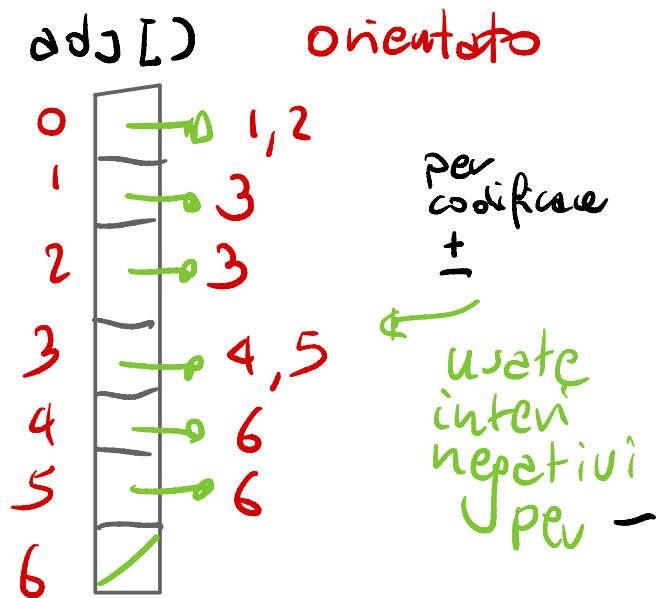 adj[] orientato
0 1,2
1 3
2 3
3 4,5
4 6
5 6
6
per
codificare
±
usate
interi
negativi
per -